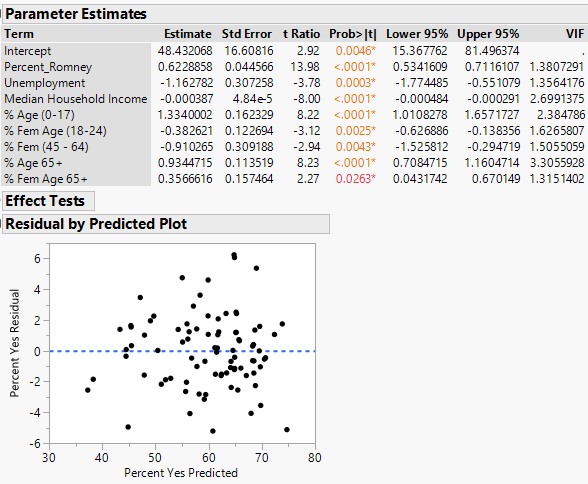 Parameter Estimates
Term Estimate Std Error t Ratio Prob>|t| Lower 95% Upper 95% VIF
Intercept 48.432068 16.60816 2.92 0.0046* 15.367762 81.496374 .
Percent_Romney 0.6228858 0.044566 13.98 <.0001* 0.5341609 0.7116107 1.3807291
Unemployment -1.162782 0.307258 -3.78 0.0003* -1.774485 -0.551079 1.3564176
Median Household Income -0.000387 4.84e-5 -8.00 <.0001* -0.000484 -0.000291 2.6991375
% Age (0-17) 1.3340002 0.162329 8.22 <.0001* 1.0108278 1.6571727 2.384786
% Fem Age (18-24) -0.382621 0.122694 -3.12 0.0025* -0.626886 -0.138356 1.6265807
% Fem (45 - 64) -0.910265 0.309188 -2.94 0.0043* -1.525812 -0.294719 1.5055059
% Age 65+ 0.9344715 0.113519 8.23 <.0001* 0.7084715 1.1604714 3.3055928
% Fem Age 65+ 0.3566616 0.157464 2.27 0.0263* 0.0431742 0.670149 1.3151402
Effect Tests
Residual by Predicted Plot
Percent Yes Residual
6
4
2
0
-2
-4
-6
30 40 50 60 70 80
Percent Yes Predicted